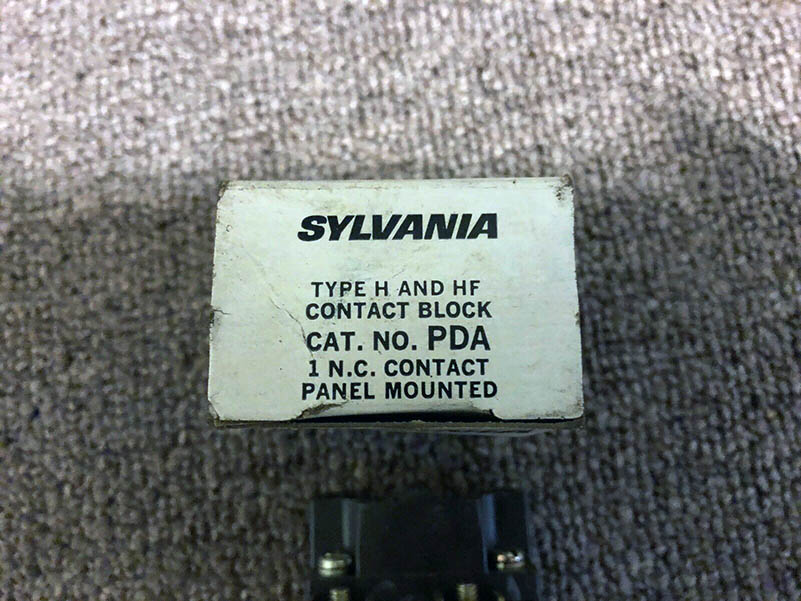 SYLVANIA
TYPE H AND HF
CONTACT BLOCK
CAT. NO. PDA
1 N.C. CONTACT
PANEL MOUNTED